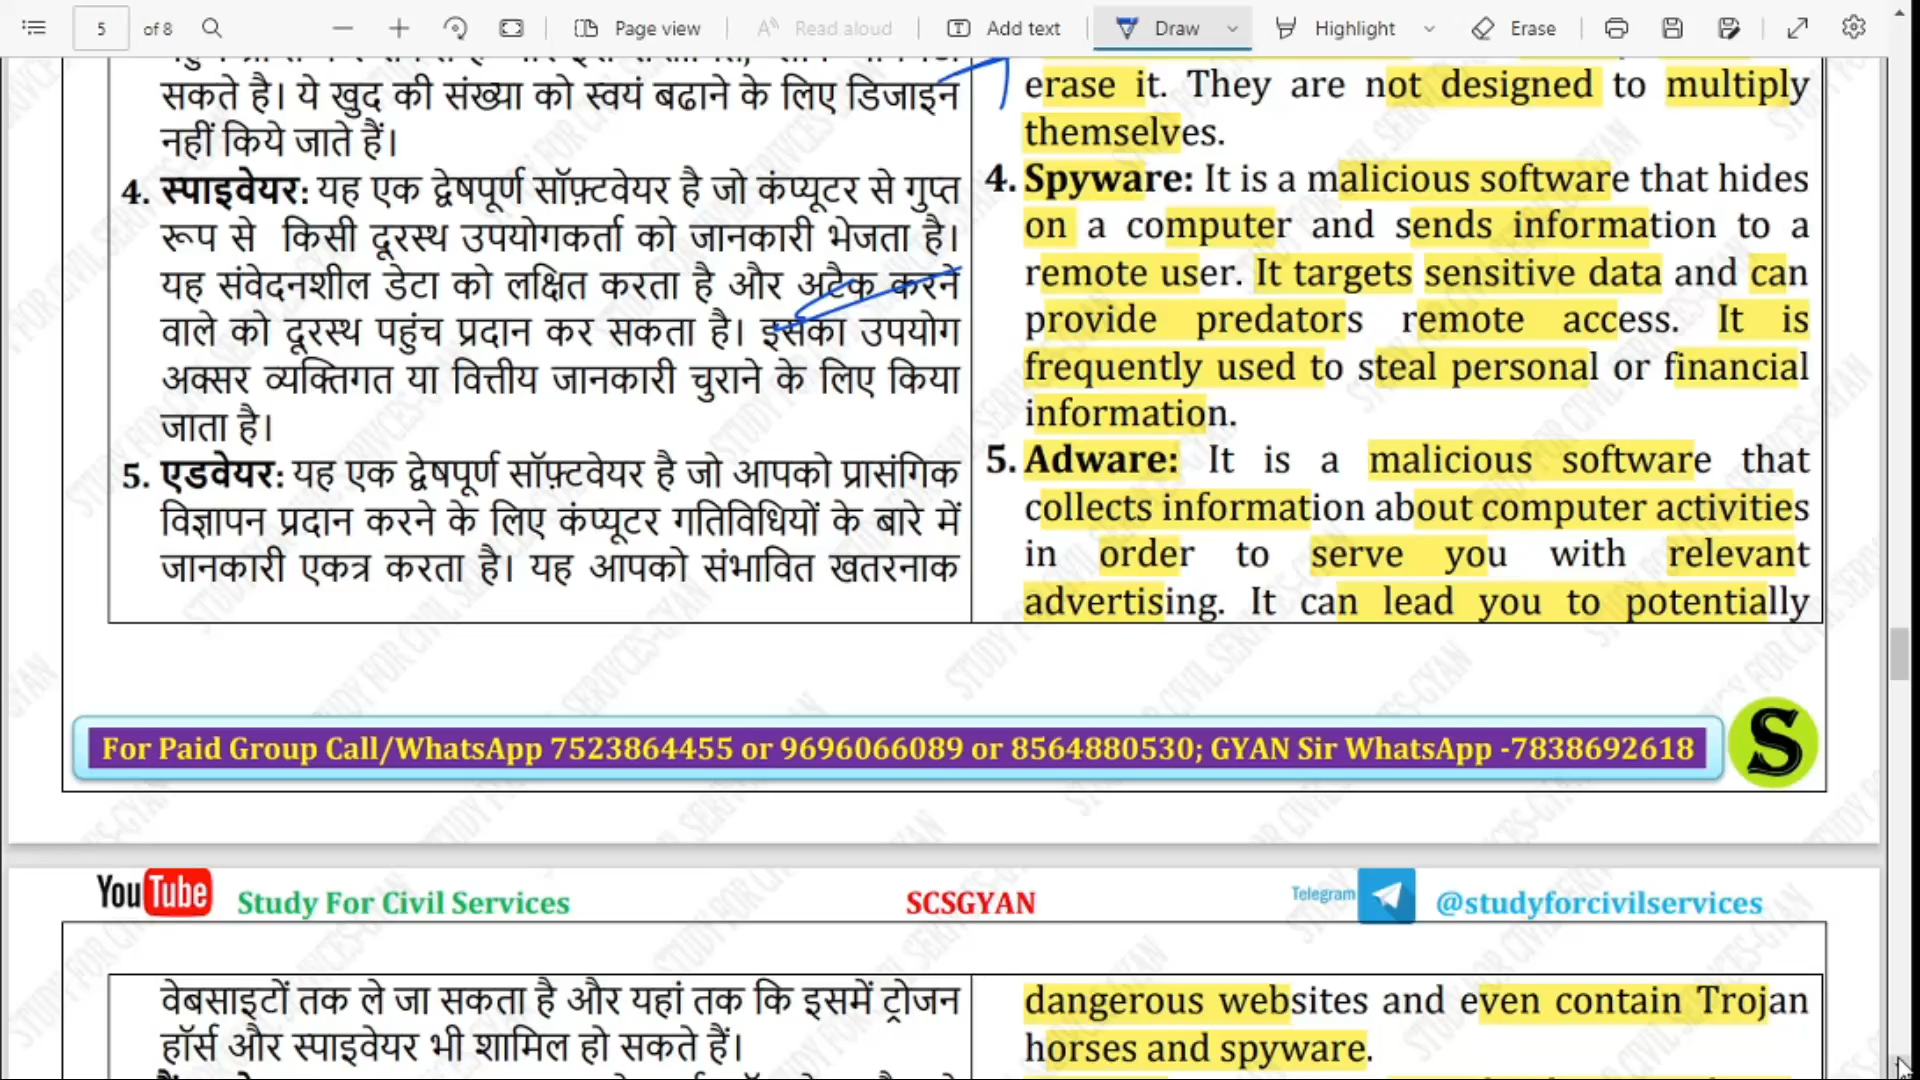 5 of 8 Page view Read aloud Add text Draw Highlight Erase
सकते है। ये खुद की संख्या को स्वयं बढाने के लिए डिजाइन
नहीं किये जाते हैं।
4. स्पाइवेयर: यह एक द्वेषपूर्ण सॉफ़्टवेयर है जो कंप्यूटर से गुप्त
रूप से किसी दूरस्थ उपयोगकर्ता को जानकारी भेजता है।
यह संवेदनशील डेटा को लक्षित करता है और अटैक करने
वाले को दूरस्थ पहुंच प्रदान कर सकता है। इसका उपयोग
अक्सर व्यक्तिगत या वित्तीय जानकारी चुराने के लिए किया
जाता है।
5. एडवेयर: यह एक द्वेषपूर्ण सॉफ़्टवेयर है जो आपको प्रासंगिक
विज्ञापन प्रदान करने के लिए कंप्यूटर गतिविधियों के बारे में
जानकारी एकत्र करता है। यह आपको संभावित खतरनाक
erase it. They are not designed to multiply
themselves.
4. Spyware: It is a malicious software that hides
on a computer and sends information to a
remote user. It targets sensitive data and can
provide predators remote access. It is
frequently used to steal personal or financial
information.
5. Adware: It is a malicious software that
collects information about computer activities
in order to serve you with relevant
advertising. It can lead you to potentially
For Paid Group Call/WhatsApp 7523864455 or 9696066089 or 8564880530; GYAN Sir WhatsApp -7838692618
S
YouTube Study For Civil Services SCSGYAN Telegram @studyforcivilservices
वेबसाइटों तक ले जा सकता है और यहां तक कि इसमें ट्रोजन
हॉर्स और स्पाइवेयर भी शामिल हो सकते हैं।
dangerous websites and even contain Trojan
horses and spyware.